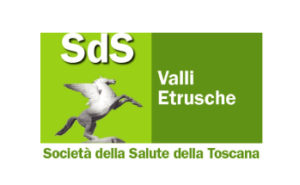 SdS
Valli
Etrusche
Società della Salute della Toscana